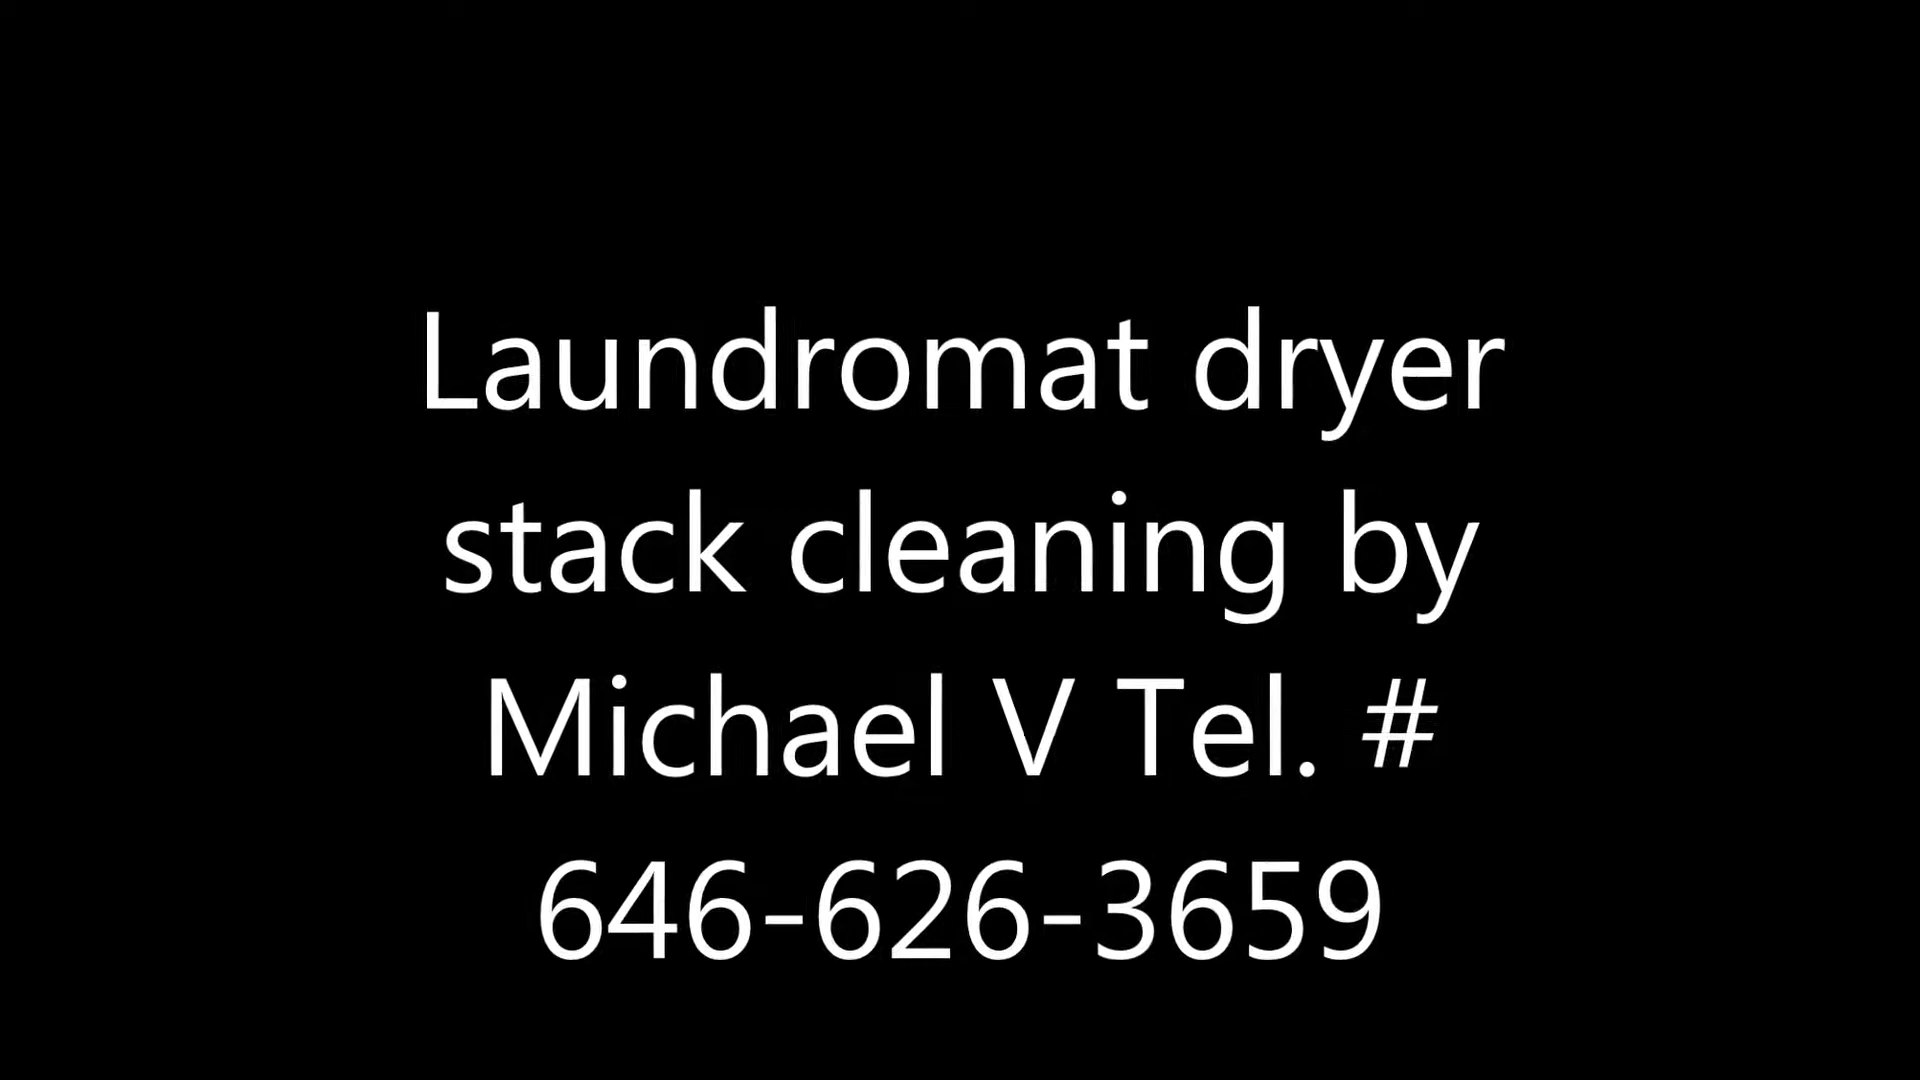 Laundromat dryer
stack cleaning by
Michael V Tel. #
646-626-3659